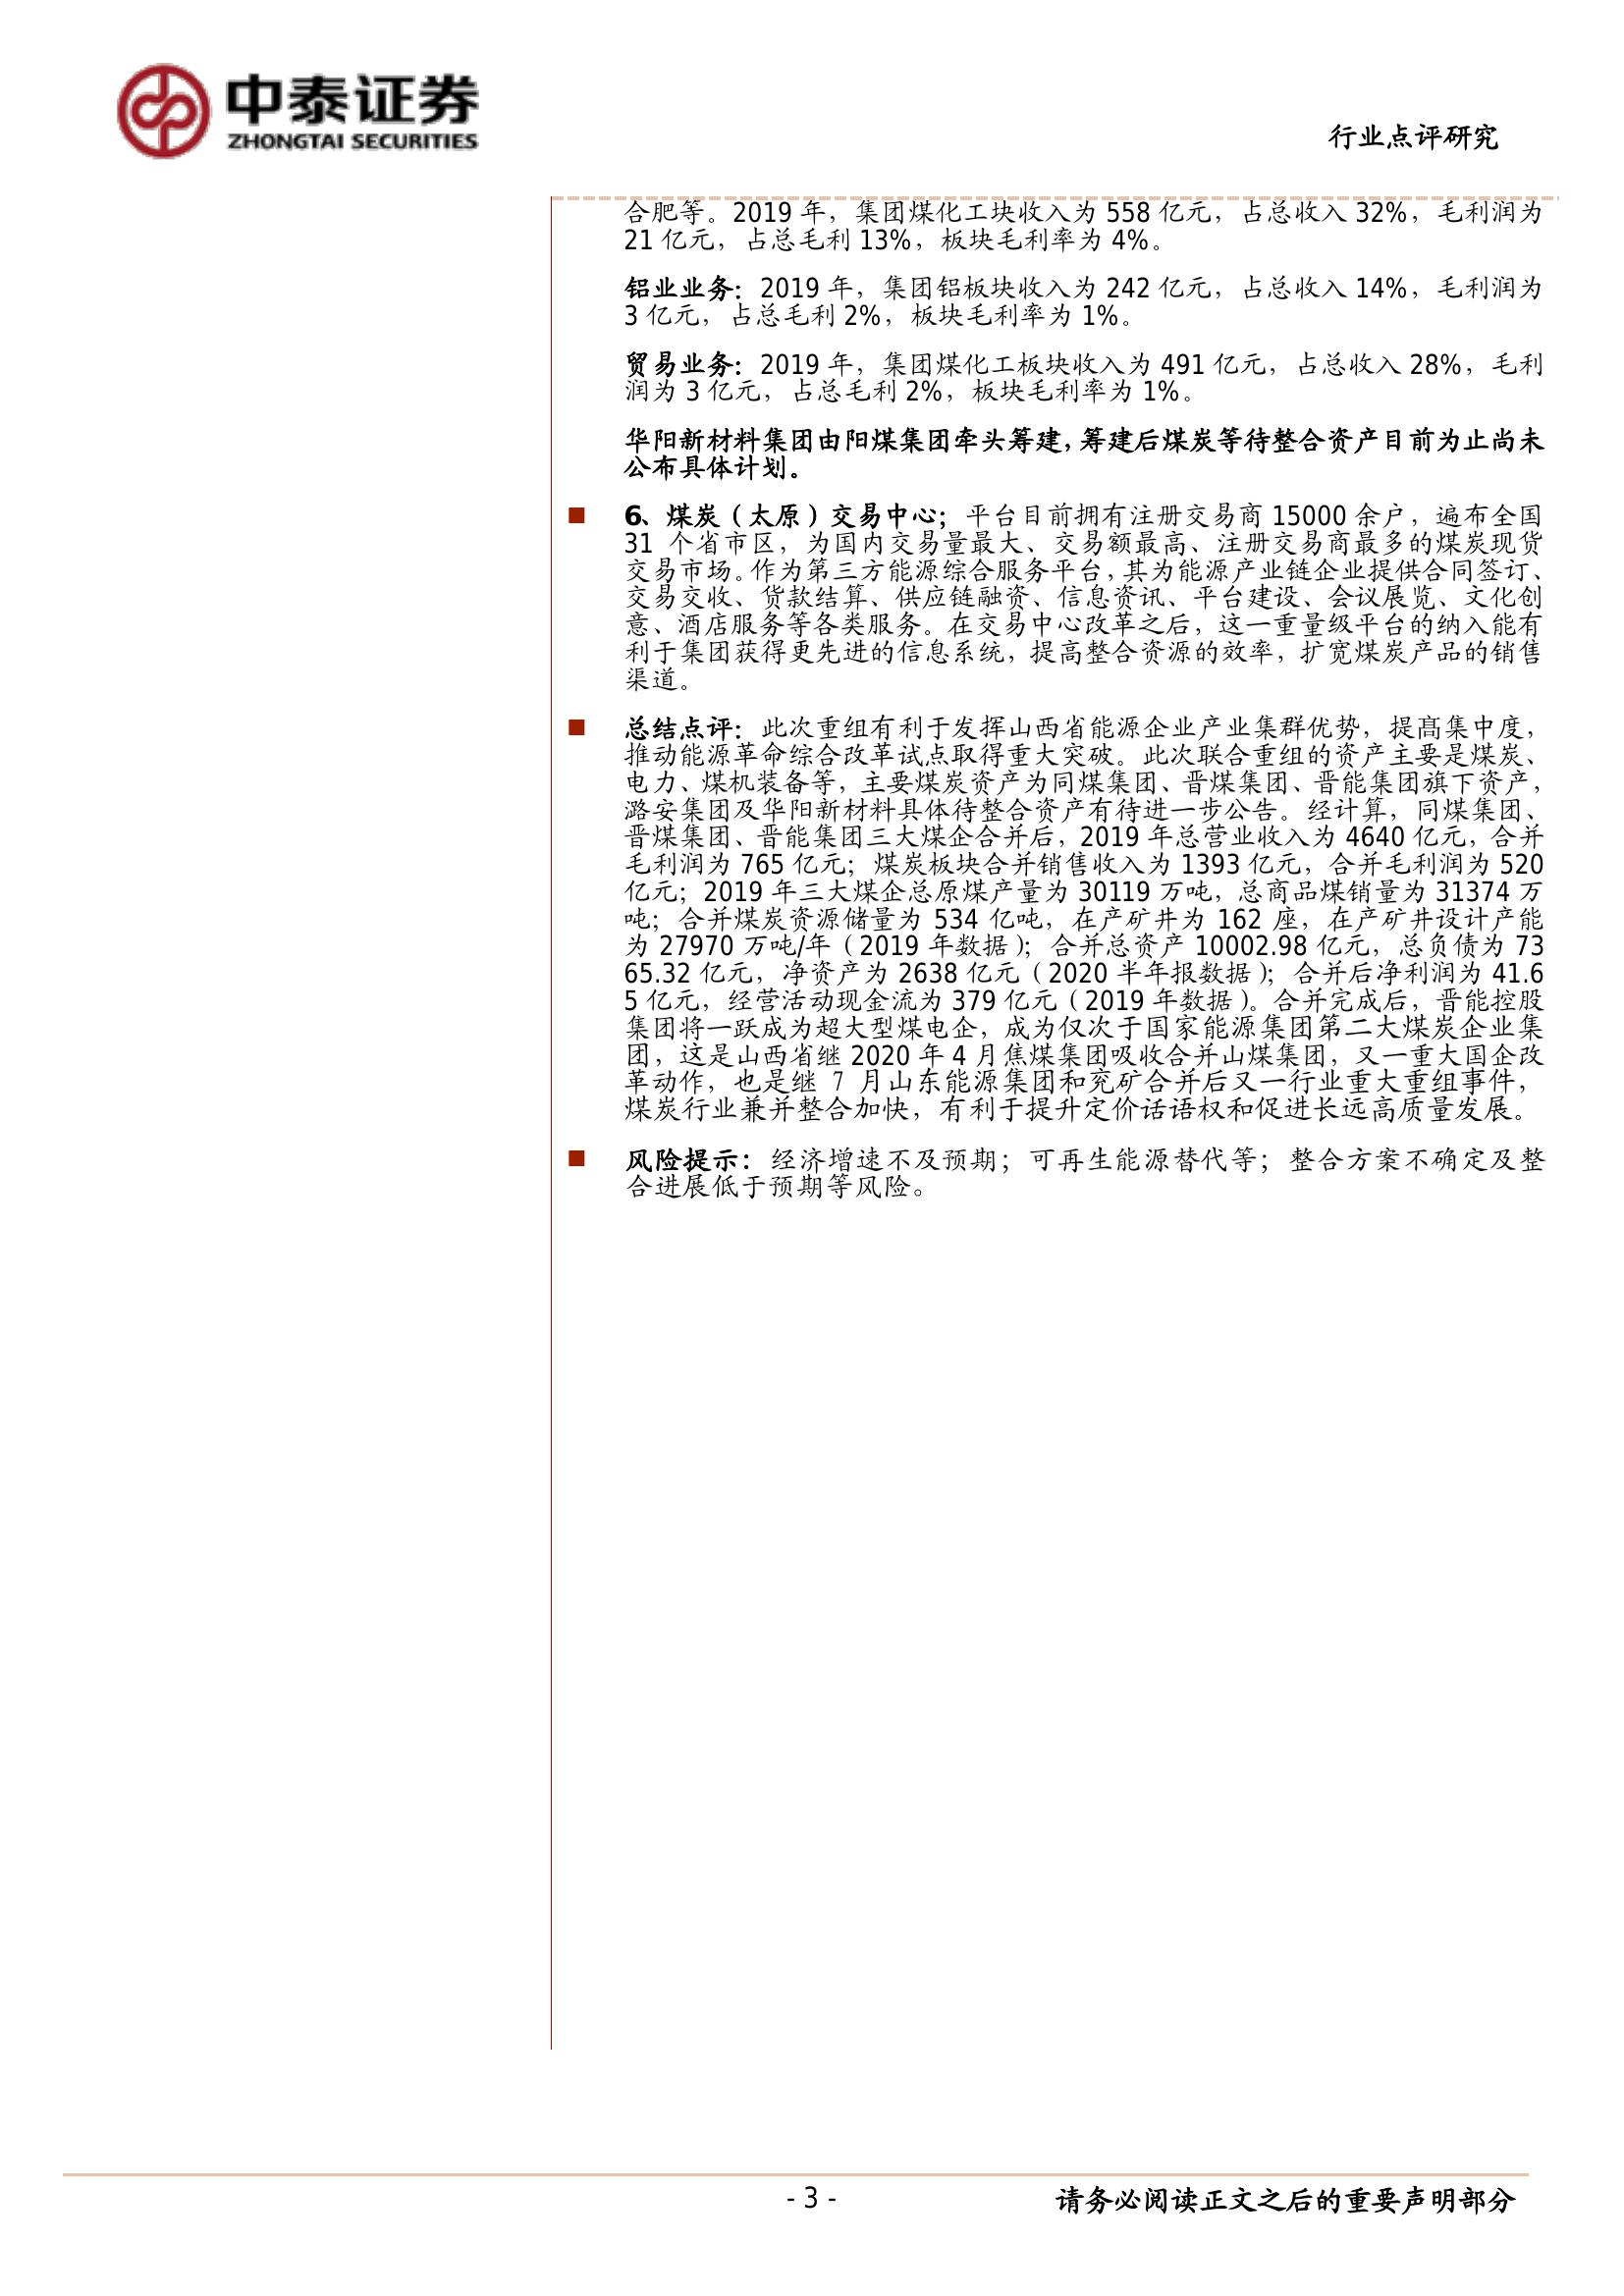 中泰证券
ZHONGTAI SECURITIES
行业点评研究
合肥等。2019 年，集团煤化工块收入为 558 亿元，占总收入 32%，毛利润为
21 亿元，占总毛利 13%，板块毛利率为 4%。
铝业业务：2019 年，集团铝板块收入为 242 亿元，占总收入 14%，毛利润为
3 亿元，占总毛利 2%，板块毛利率为 1%。
贸易业务：2019 年，集团煤化工板块收入为 491 亿元，占总收入 28%，毛利
润为 3 亿元，占总毛利 2%，板块毛利率为 1%。
华阳新材料集团由阳煤集团牵头筹建，筹建后煤炭等待整合资产目前为止尚未
公布具体计划。
■ 6、煤炭（太原）交易中心；平台目前拥有注册交易商 15000 余户，遍布全国
31 个省市区，为国内交易量最大、交易额最高、注册交易商最多的煤炭现货
交易市场。作为第三方能源综合服务平台，其为能源产业链企业提供合同签订、
交易交收、货款结算、供应链融资、信息资讯、平台建设、会议展览、文化创
意、酒店服务等各类服务。在交易中心改革之后，这一重量级平台的纳入能有
利于集团获得更先进的信息系统，提高整合资源的效率，扩宽煤炭产品的销售
渠道。
■ 总结点评：此次重组有利于发挥山西省能源企业产业集群优势，提高集中度，
推动能源革命综合改革试点取得重大突破。此次联合重组的资产主要是煤炭、
电力、煤机装备等，主要煤炭资产为同煤集团、晋煤集团、晋能集团旗下资产，
潞安集团及华阳新材料具体待整合资产有待进一步公告。经计算，同煤集团、
晋煤集团、晋能集团三大煤企合并后，2019 年总营业收入为 4640 亿元，合并
毛利润为 765 亿元；煤炭板块合并销售收入为 1393 亿元，合并毛利润为 520
亿元；2019 年三大煤企总原煤产量为 30119 万吨，总商品煤销量为 31374 万
吨；合并煤炭资源储量为 534 亿吨，在产矿井为 162 座，在产矿井设计产能
为 27970 万吨/年（2019 年数据）；合并总资产 10002.98 亿元，总负债为 73
65.32 亿元，净资产为 2638 亿元（2020 半年报数据）；合并后净利润为 41.6
5 亿元，经营活动现金流为 379 亿元（2019 年数据）。合并完成后，晋能控股
集团将一跃成为超大型煤电企，成为仅次于国家能源集团第二大煤炭企业集
团，这是山西省继 2020 年 4 月焦煤集团吸收合并山煤集团，又一重大国企改
革动作，也是继 7 月山东能源集团和兖矿合并后又一行业重大重组事件，
煤炭行业兼并整合加快，有利于提升定价话语权和促进长远高质量发展。
■ 风险提示：经济增速不及预期；可再生能源替代等；整合方案不确定及整
合进展低于预期等风险。
- 3 -
请务必阅读正文之后的重要声明部分